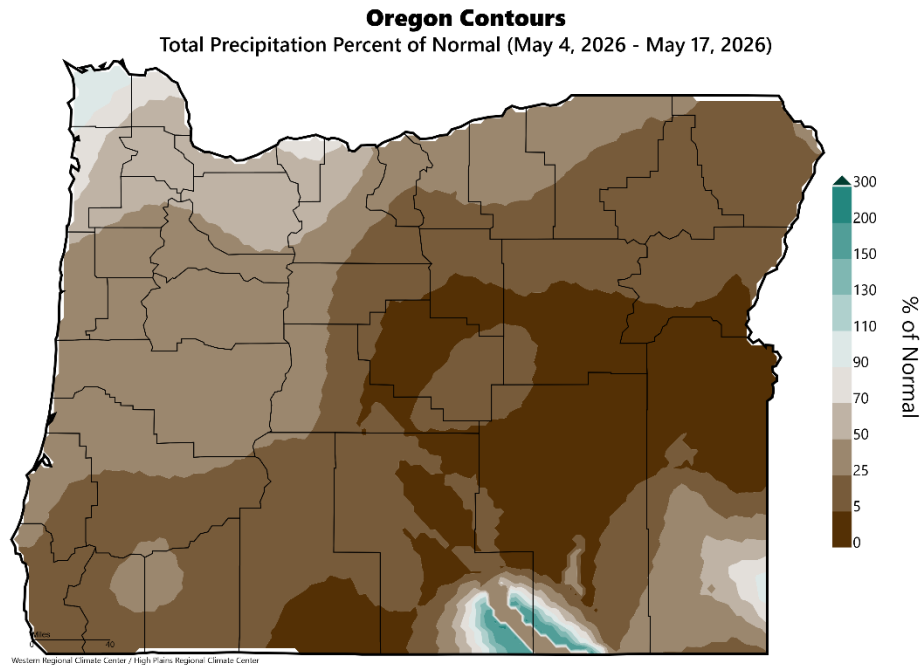 Oregon Contours
Total Precipitation Percent of Normal (May 4, 2026 - May 17, 2026)
300
200
150
130
110
90
70
50
25
5
0
% of Normal
Miles
0 40
Western Regional Climate Center / High Plains Regional Climate Center